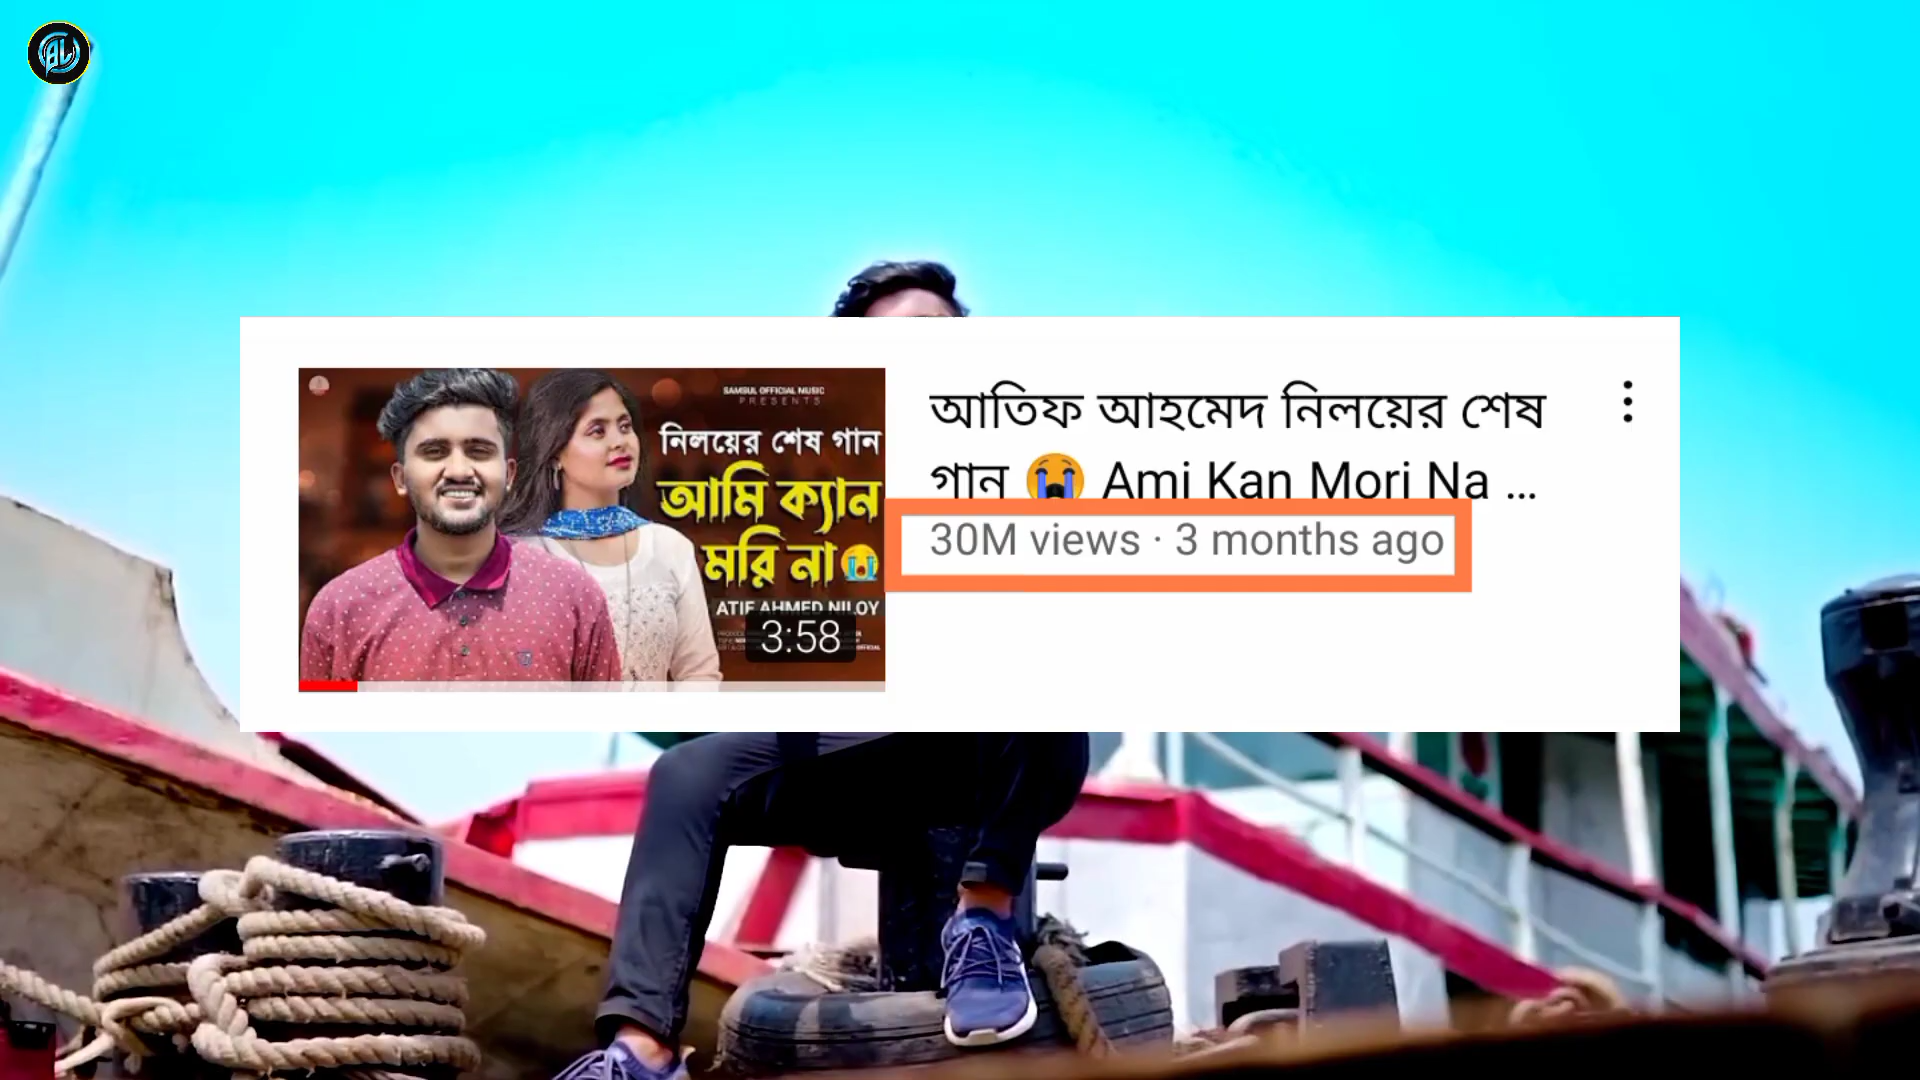 BL
SAMSUL OFFICIAL MUSIC
PRESENTS
নিলয়ের শেষ গান
আমি ক্যান
মরি না😭
ATIF AHMED NILOY
3:58
আতিফ আহমেদ নিলয়ের শেষ
গান 😭 Ami Kan Mori Na ...
30M views · 3 months ago